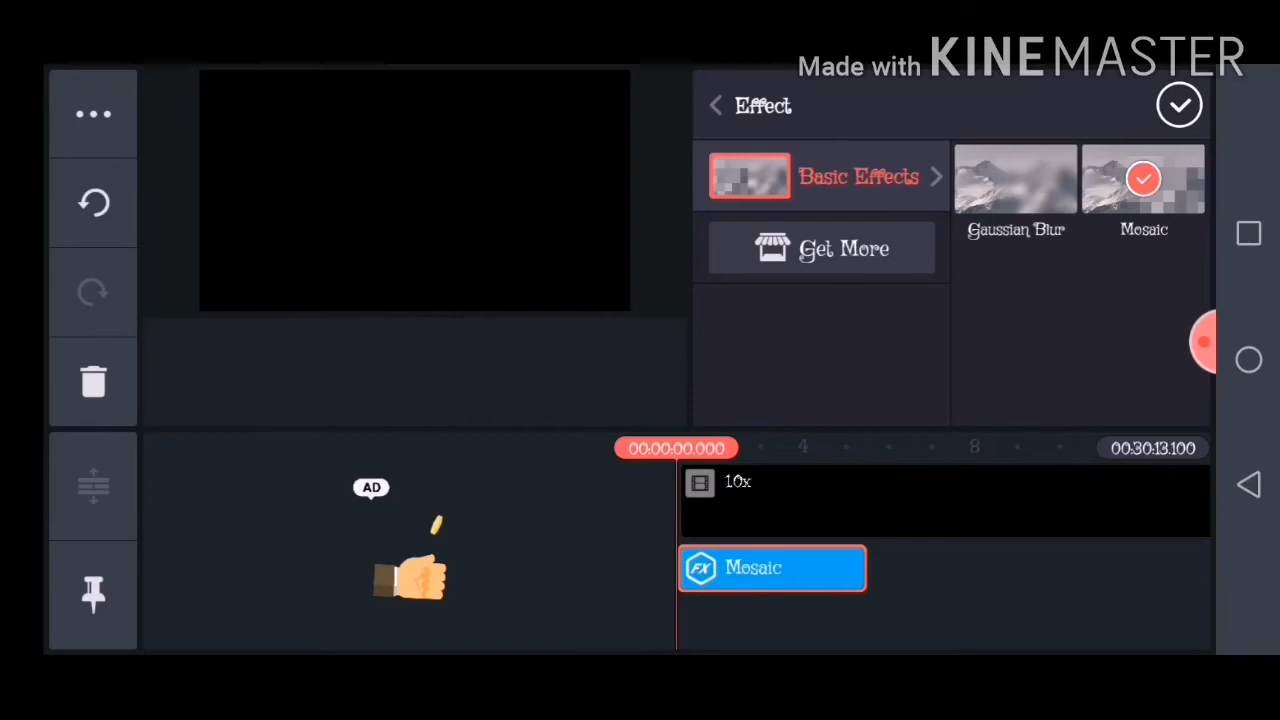 Made with KINEMASTER
Effect
Basic Effects
Get More
Gaussian Blur
Mosaic
00:00:00.000
4
8
00:30:13.100
AD
10x
FX Mosaic